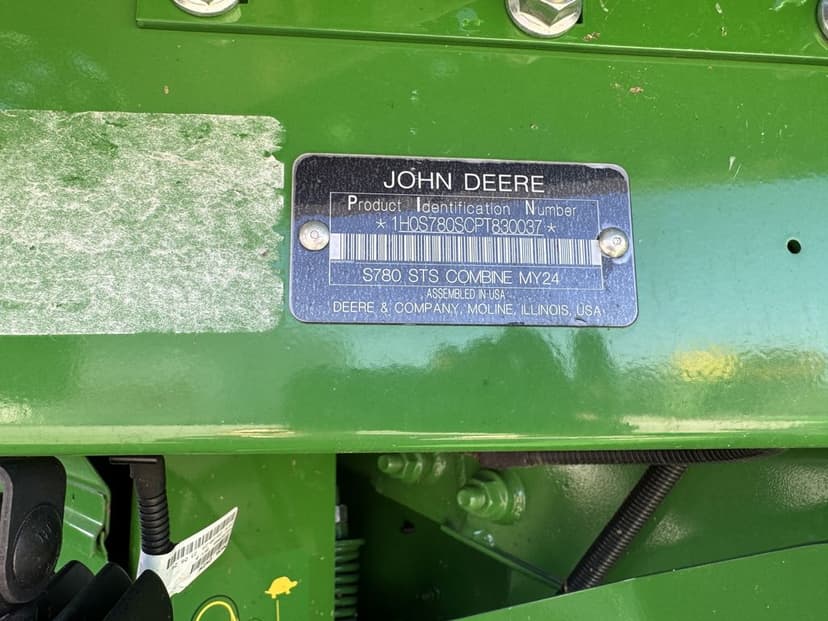 JOHN DEERE
Product Identification Number
* 1H0S780SCPT830037 *
S780 STS COMBINE MY24
ASSEMBLED IN USA
DEERE & COMPANY, MOLINE, ILLINOIS, USA